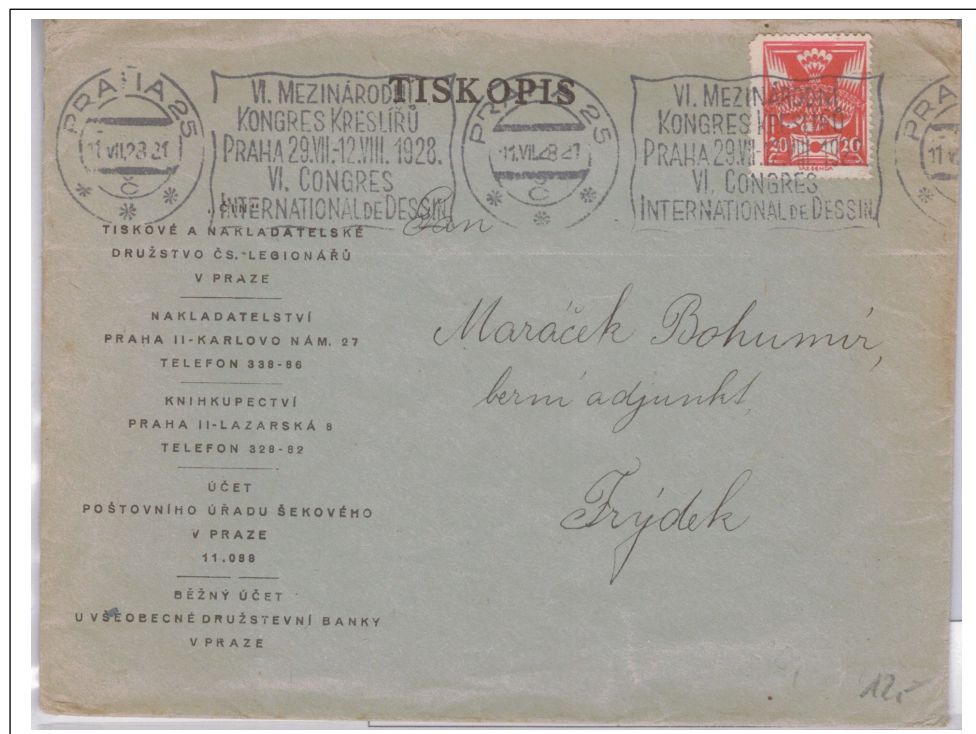 TISKOPIS
PRAHA 25
11.VII.28-21
č
VI. MEZINÁRODNÍ
KONGRES KRESLÍŘŮ
PRAHA 29.VII.-12.VIII. 1928.
VI. CONGRES
INTERNATIONAL DE DESSIN.
PRAHA 25
11.VII.28-21
č
VI. MEZINÁRODNÍ
KONGRES KRESLÍŘŮ
PRAHA 29.VII.-
VI. CONGRES
INTERNATIONAL DE DESSIN.
PRA
11.V
20 20
TISKOVÉ A NAKLADATELSKÉ
DRUŽSTVO ČS. LEGIONÁŘŮ
V PRAZE
NAKLADATELSTVÍ
PRAHA II-KARLOVO NÁM. 27
TELEFON 338-86
KNIHKUPECTVÍ
PRAHA II-LAZARSKÁ 8
TELEFON 328-82
ÚČET
POŠTOVNÍHO ÚŘADU ŠEKOVÉHO
V PRAZE
11.088
BĚŽNÝ ÚČET
U VŠEOBECNÉ DRUŽSTEVNÍ BANKY
V PRAZE
Pan
Maráček Bohumír,
berní adjunkt,
Frýdek
12,-